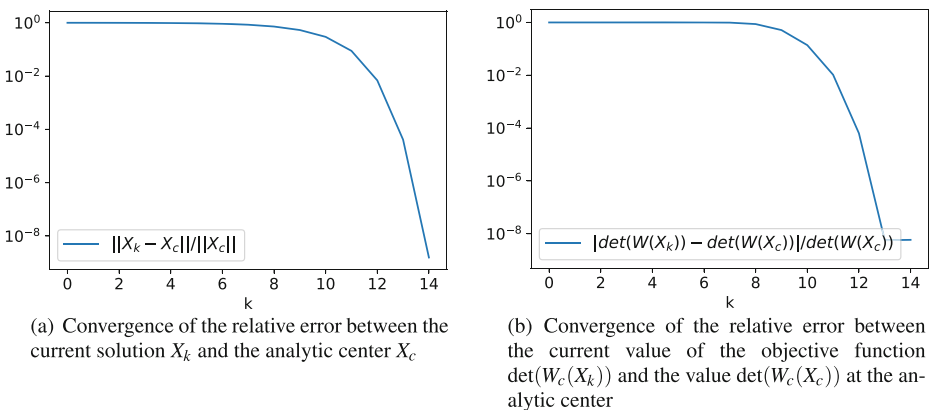 10⁰
10⁻²
10⁻⁴
10⁻⁶
10⁻⁸
||X_k − X_c||/||X_c||
0 2 4 6 8 10 12 14
k
(a) Convergence of the relative error between the
current solution X_k and the analytic center X_c
10⁰
10⁻²
10⁻⁴
10⁻⁶
10⁻⁸
|det(W(X_k)) − det(W(X_c))|/det(W(X_c))
0 2 4 6 8 10 12 14
k
(b) Convergence of the relative error between
the current value of the objective function
det(W_c(X_k)) and the value det(W_c(X_c)) at the an-
alytic center